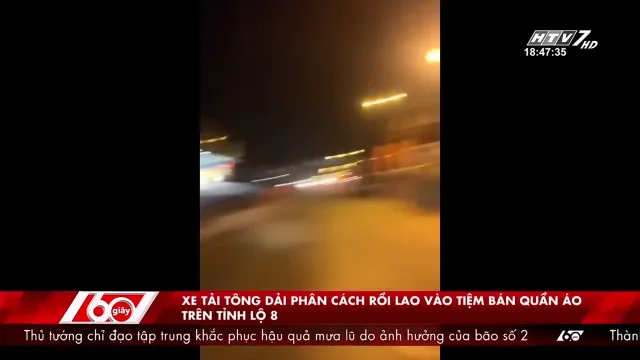 HTV7 HD
18:47:35
60 giây
XE TẢI TÔNG DẢI PHÂN CÁCH RỒI LAO VÀO TIỆM BÁN QUẦN ÁO
TRÊN TỈNH LỘ 8
Thủ tướng chỉ đạo tập trung khắc phục hậu quả mưa lũ do ảnh hưởng của bão số 2
60
Thàn